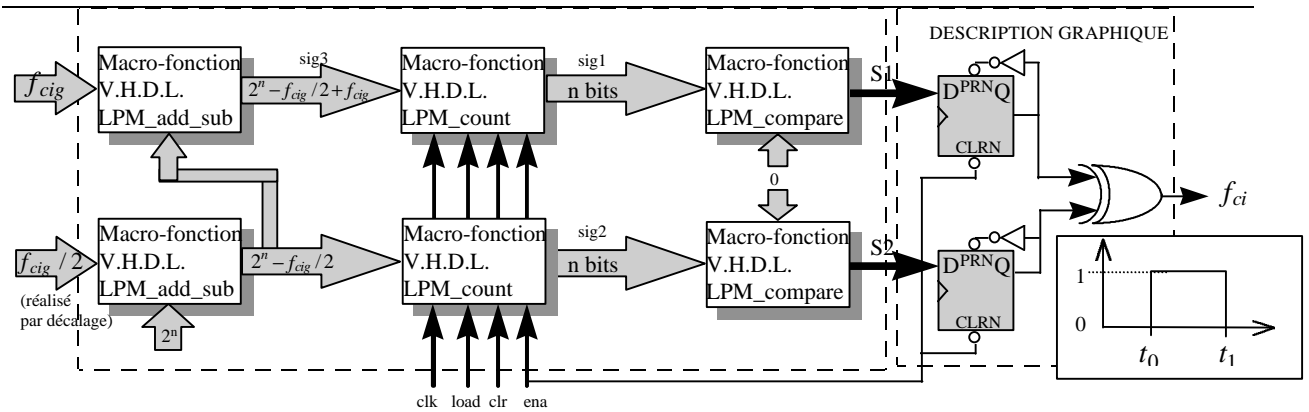 DESCRIPTION GRAPHIQUE
f_cig
Macro-fonction
V.H.D.L.
LPM_add_sub
sig3
2^n – f_cig/2 + f_cig
Macro-fonction
V.H.D.L.
LPM_count
sig1
n bits
Macro-fonction
V.H.D.L.
LPM_compare
S1
D PRN Q
CLRN
0
f_ci
f_cig / 2
(réalisé
par décalage)
Macro-fonction
V.H.D.L.
LPM_add_sub
2^n
2^n – f_cig/2
Macro-fonction
V.H.D.L.
LPM_count
sig2
n bits
Macro-fonction
V.H.D.L.
LPM_compare
S2
D PRN Q
CLRN
1
0
t_0
t_1
clk load clr ena